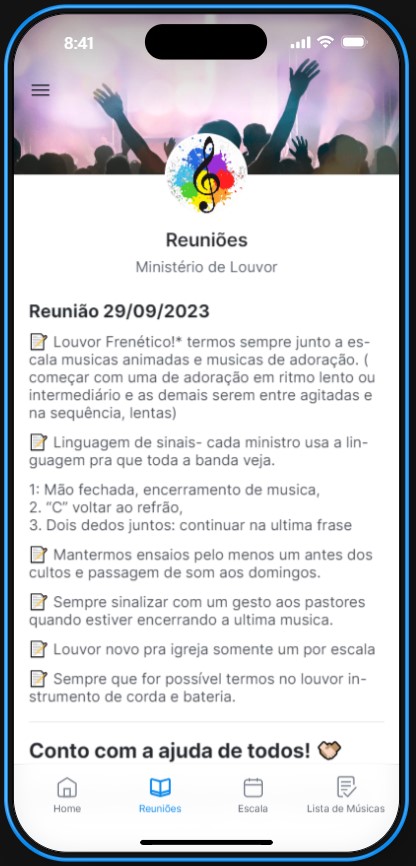 8:41
Reuniões
Ministério de Louvor
Reunião 29/09/2023
📝 Louvor Frenético!* termos sempre junto a es-
cala musicas animadas e musicas de adoração. (
começar com uma de adoração em ritmo lento ou
intermediário e as demais serem entre agitadas e
na sequência, lentas)
📝 Linguagem de sinais- cada ministro usa a lin-
guagem pra que toda a banda veja.
1: Mão fechada, encerramento de musica,
2. “C” voltar ao refrão,
3. Dois dedos juntos: continuar na ultima frase
📝 Mantermos ensaios pelo menos um antes dos
cultos e passagem de som aos domingos.
📝 Sempre sinalizar com um gesto aos pastores
quando estiver encerrando a ultima musica.
📝 Louvor novo pra igreja somente um por escala
📝 Sempre que for possível termos no louvor in-
strumento de corda e bateria.
Conto com a ajuda de todos! 🤝
Home
Reuniões
Escala
Lista de Músicas